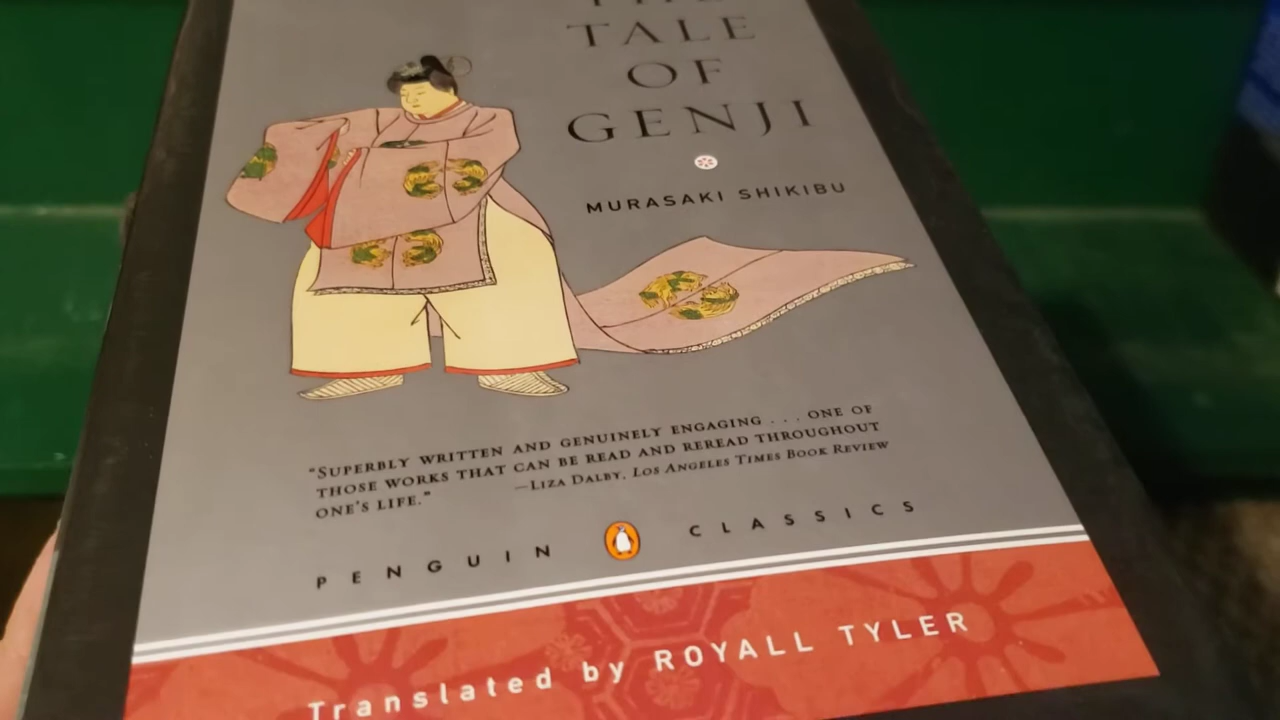 THE
TALE
OF
GENJI
MURASAKI SHIKIBU
"SUPERBLY WRITTEN AND GENUINELY ENGAGING . . . ONE OF
THOSE WORKS THAT CAN BE READ AND REREAD THROUGHOUT
ONE'S LIFE."
—LIZA DALBY, LOS ANGELES TIMES BOOK REVIEW
PENGUIN CLASSICS
Translated by ROYALL TYLER